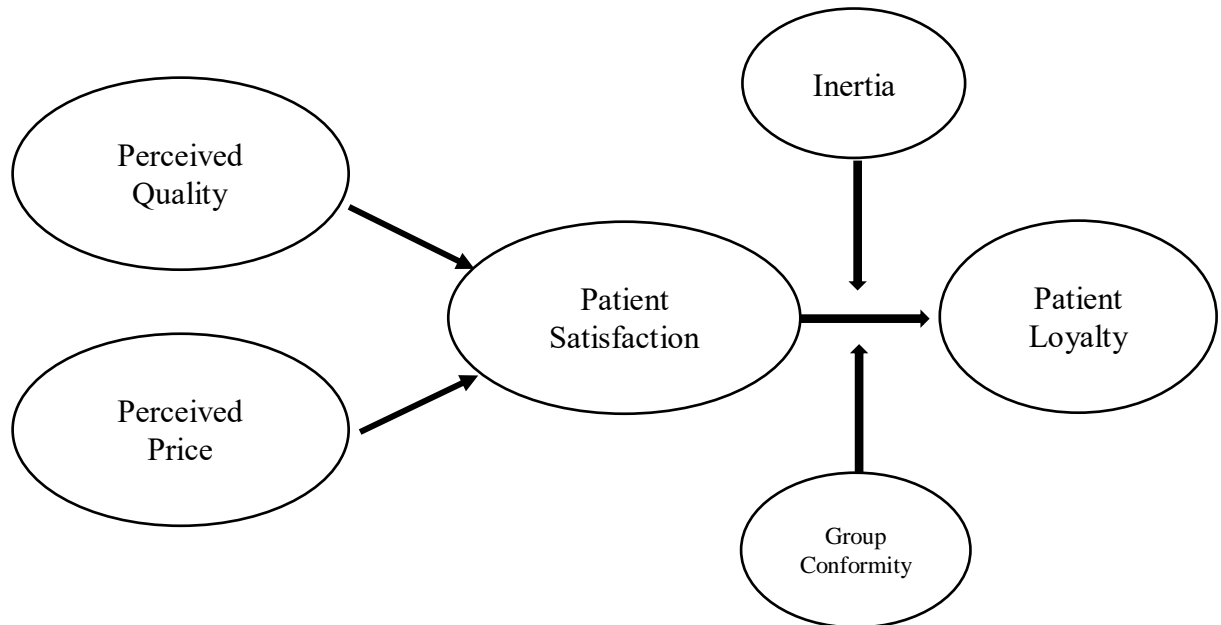 Perceived
Quality
Perceived
Price
Patient
Satisfaction
Inertia
Group
Conformity
Patient
Loyalty